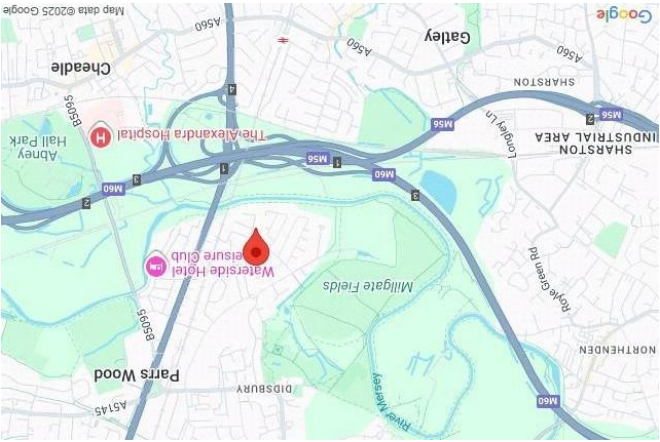 A5145
DIDSBURY
Parrs Wood
M60
NORTHENDEN
B5095
River Mersey
Waterside Hotel
Leisure Club
Millgate Fields
Royle Green Rd
2
M60
3
1
M60
3
M56
1
Abney
Hall Park
The Alexandra Hospital
H
Longley Ln
SHARSTON
INDUSTRIAL AREA
M56
2
M56
B5095
4
SHARSTON
Cheadle
Gatley
A560
A560
A560
Map data ©2025 Google
Google